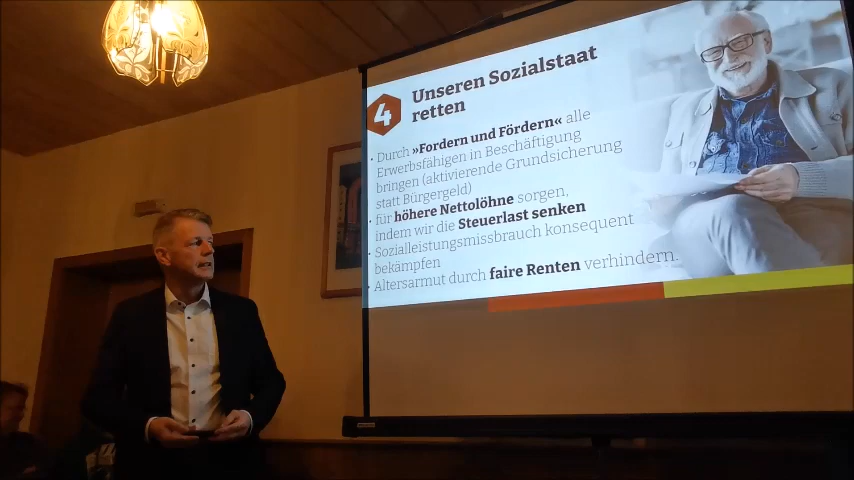 4
Unseren Sozialstaat
retten
· Durch »Fordern und Fördern« alle
Erwerbsfähigen in Beschäftigung
bringen (aktivierende Grundsicherung
statt Bürgergeld)
· für höhere Nettolöhne sorgen,
indem wir die Steuerlast senken
· Sozialleistungsmissbrauch konsequent
bekämpfen
· Altersarmut durch faire Renten verhindern.